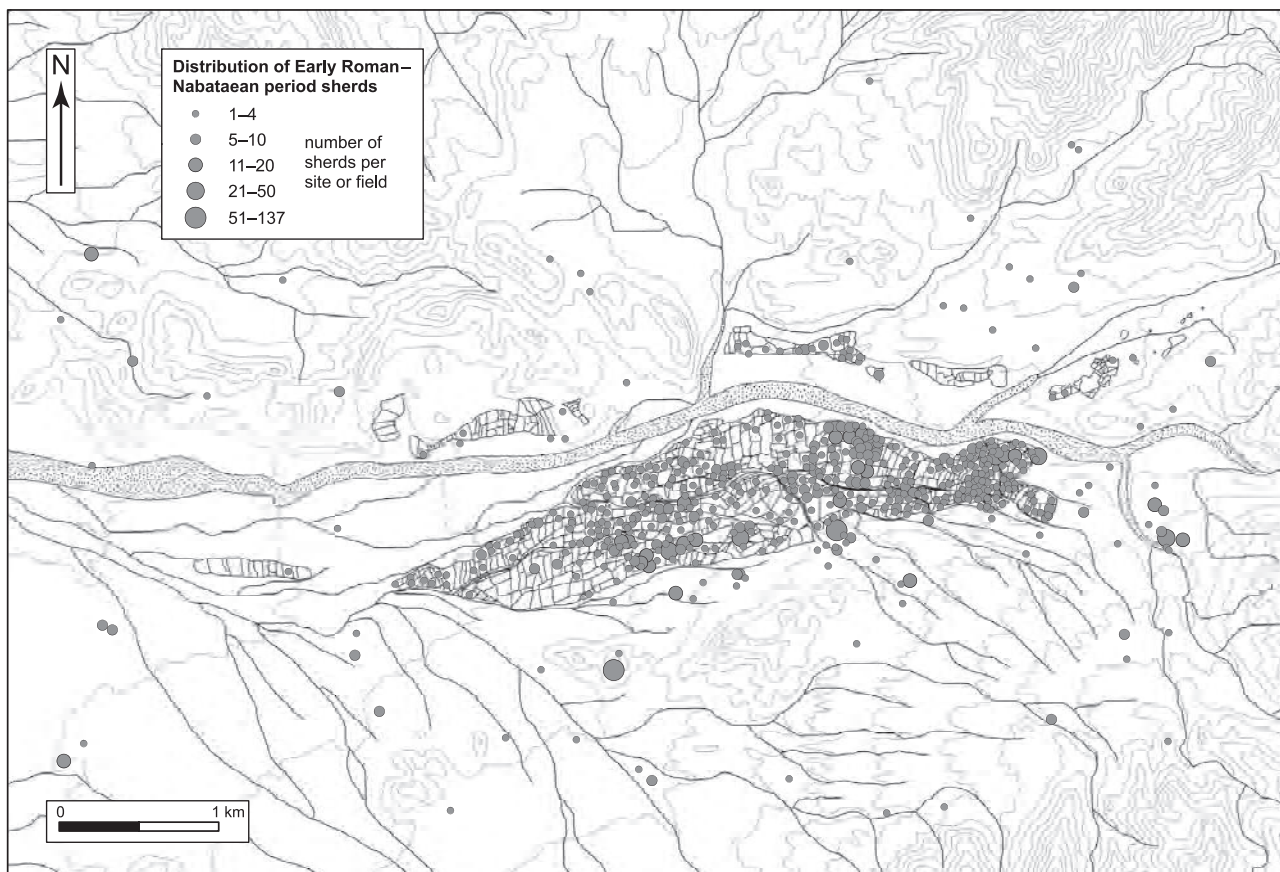 N
Distribution of Early Roman–
Nabataean period sherds
1–4
5–10
11–20
21–50
51–137
number of
sherds per
site or field
0 1 km